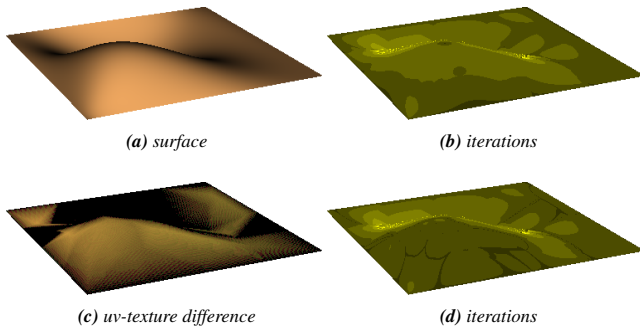 (a) surface
(b) iterations
(c) uv-texture difference
(d) iterations